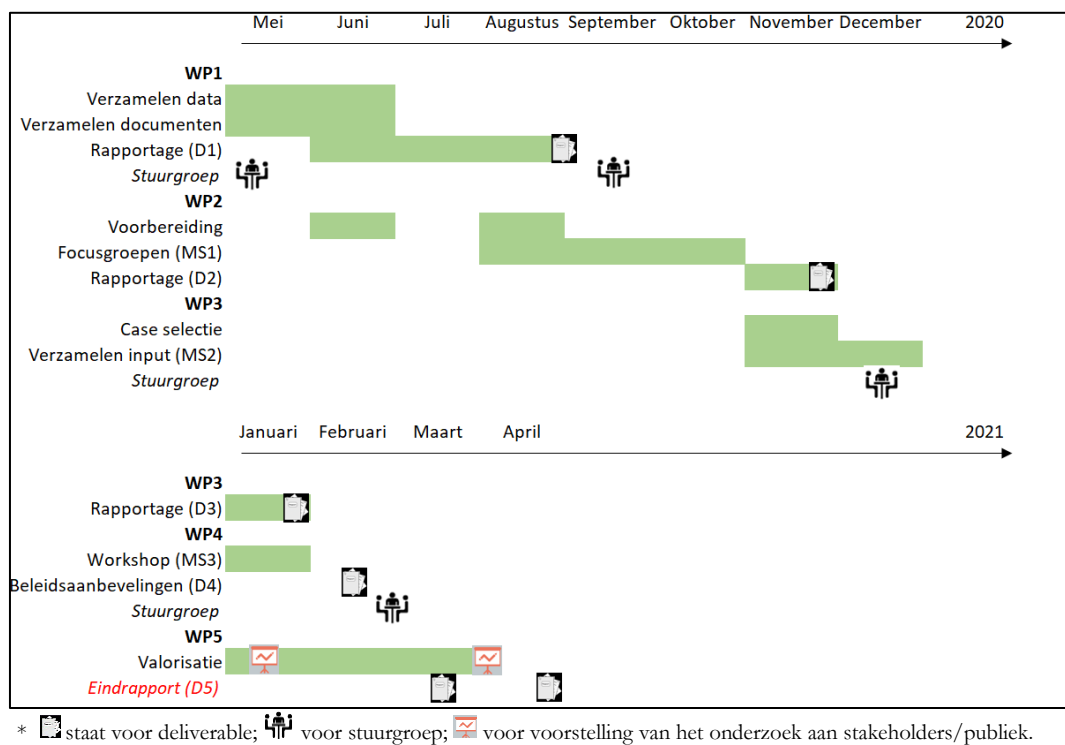 Mei Juni Juli Augustus September Oktober November December 2020
WP1
Verzamelen data
Verzamelen documenten
Rapportage (D1)
Stuurgroep
WP2
Voorbereiding
Focusgroepen (MS1)
Rapportage (D2)
WP3
Case selectie
Verzamelen input (MS2)
Stuurgroep
Januari Februari Maart April 2021
WP3
Rapportage (D3)
WP4
Workshop (MS3)
Beleidsaanbevelingen (D4)
Stuurgroep
WP5
Valorisatie
Eindrapport (D5)
* staat voor deliverable; voor stuurgroep; voor voorstelling van het onderzoek aan stakeholders/publiek.